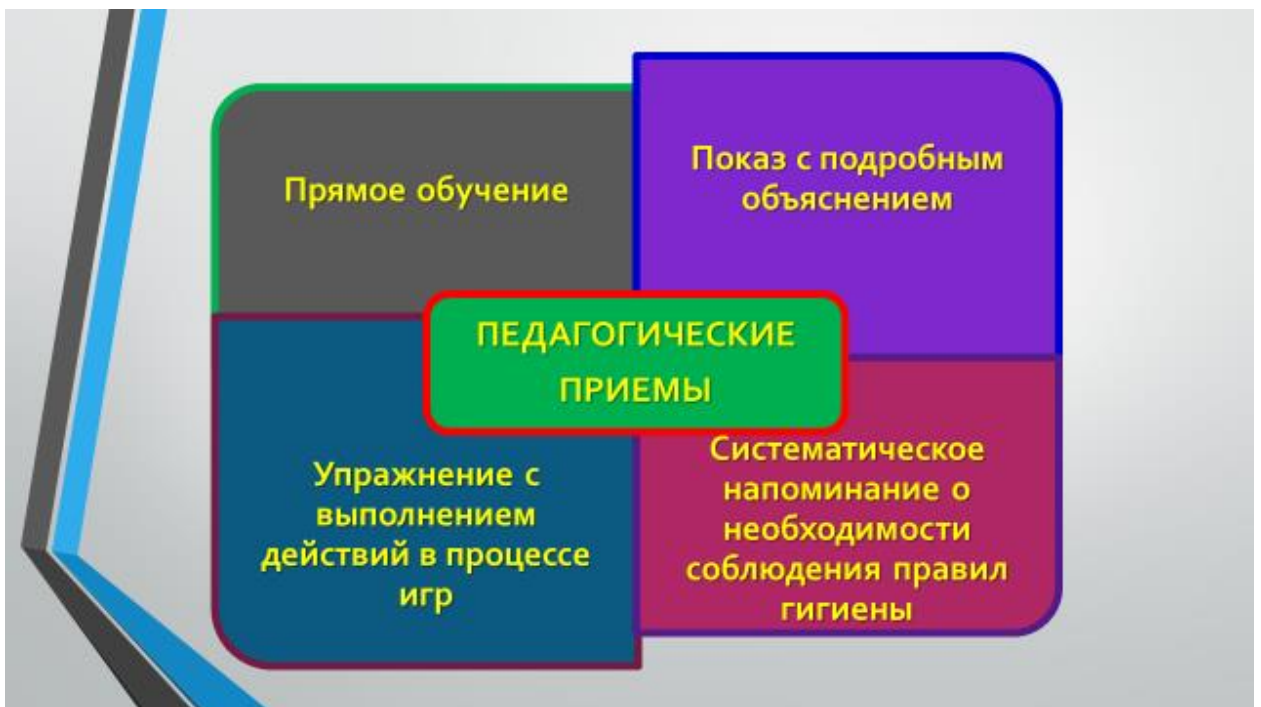 Прямое обучение
Показ с подробным
объяснением
ПЕДАГОГИЧЕСКИЕ
ПРИЕМЫ
Упражнение с
выполнением
действий в процессе
игр
Систематическое
напоминание о
необходимости
соблюдения правил
гигиены